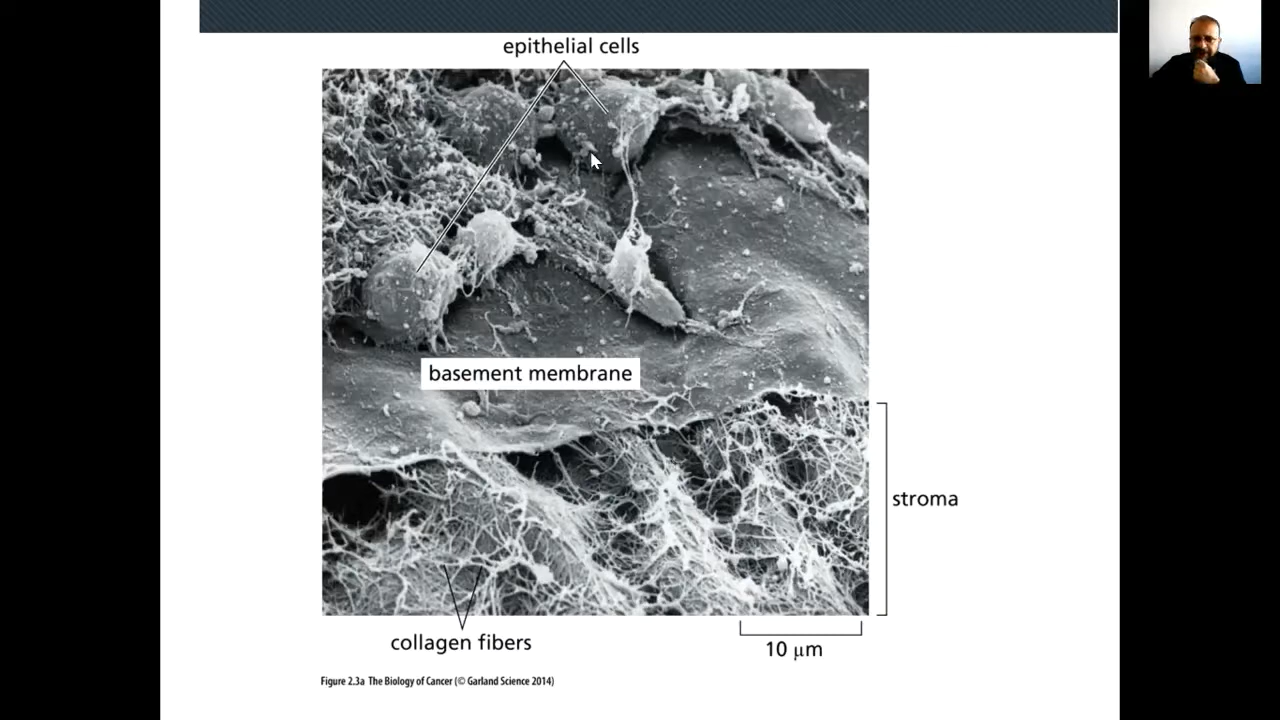 epithelial cells
basement membrane
stroma
collagen fibers
10 μm
Figure 2.3a The Biology of Cancer (© Garland Science 2014)